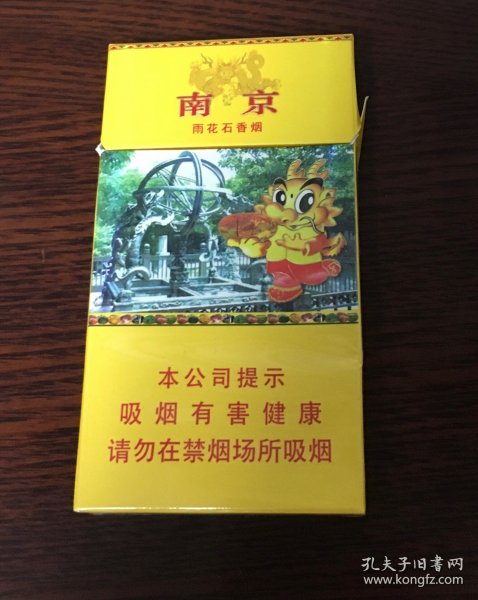 南京
雨花石香烟
本公司提示
吸烟有害健康
请勿在禁烟场所吸烟
孔夫子旧书网
www.kongfz.com